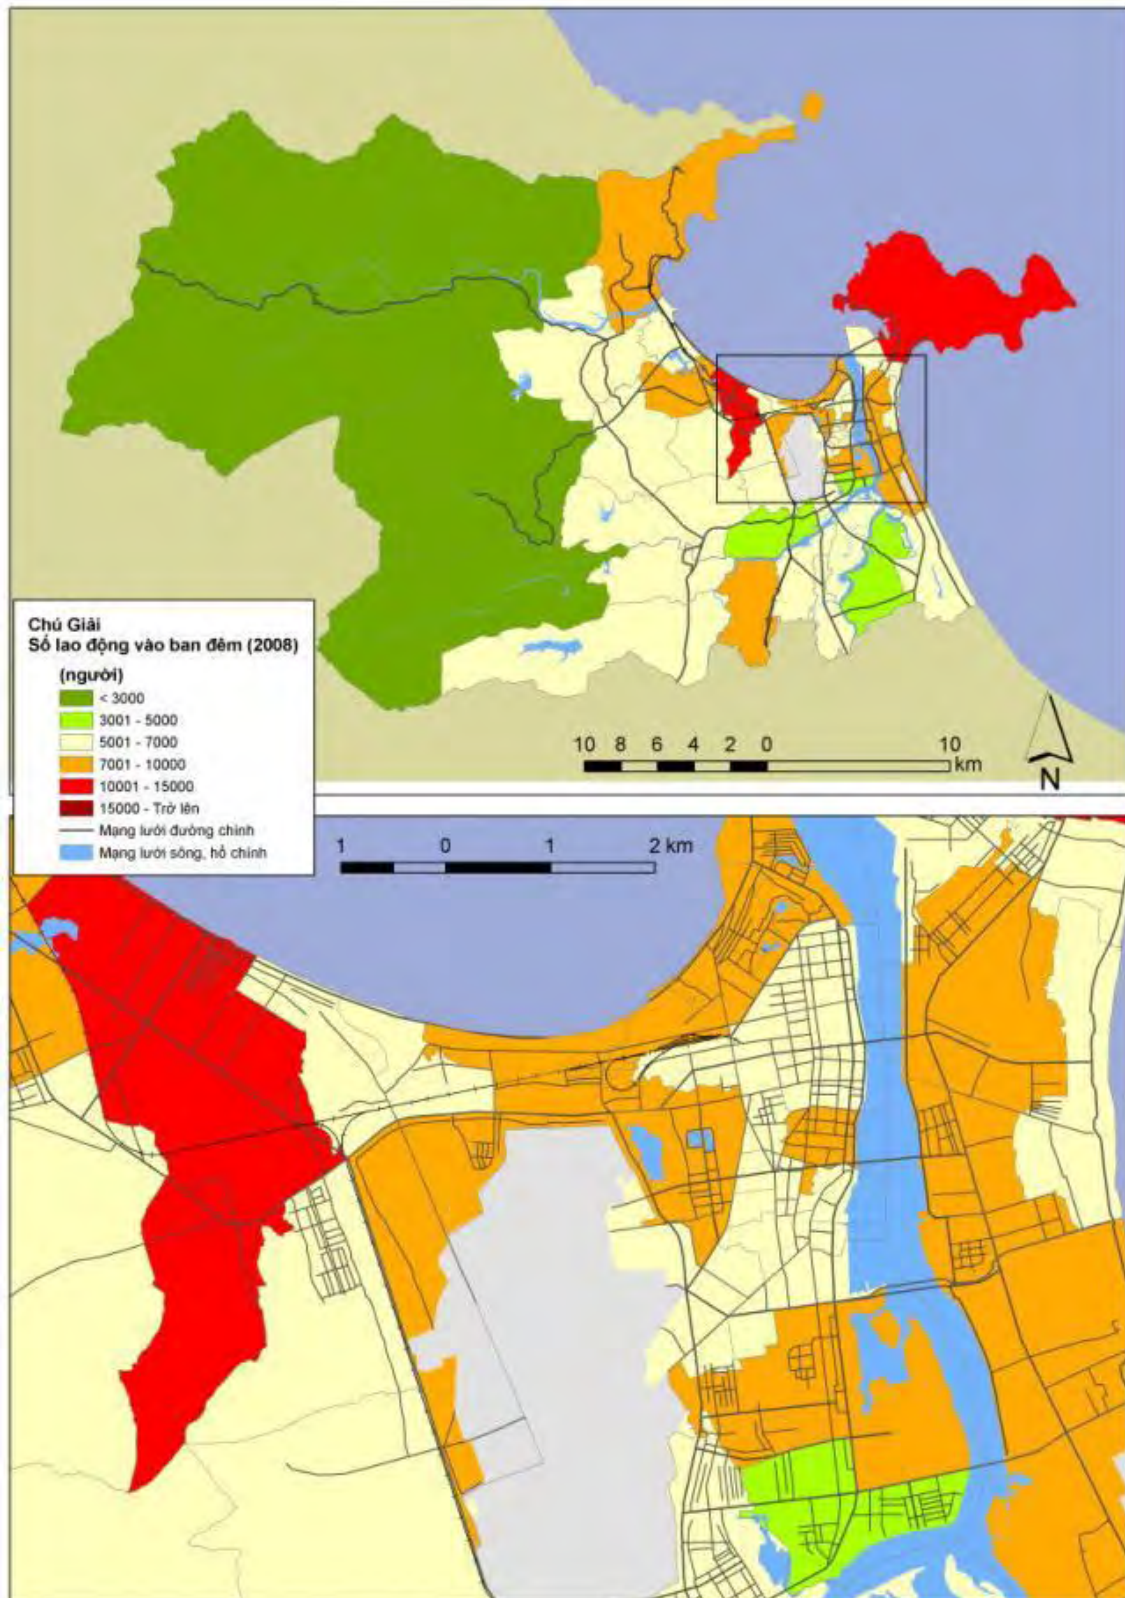 10 8 6 4 2 0 10
km
N
Chú Giải
Số lao động vào ban đêm (2008)
(người)
< 3000
3001 - 5000
5001 - 7000
7001 - 10000
10001 - 15000
15000 - Trở lên
Mạng lưới đường chính
Mạng lưới sông, hồ chính
1 0 1 2 km